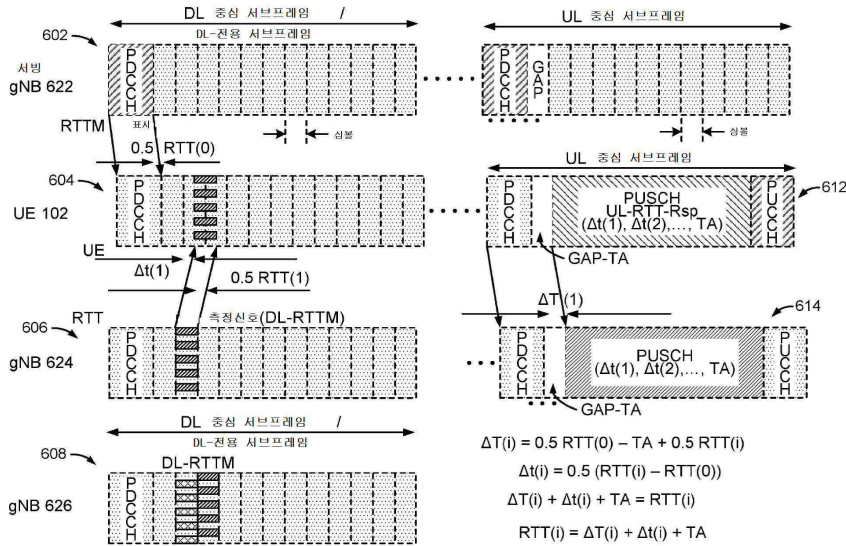 DL 중심 서브프레임 /
DL-전용 서브프레임
UL 중심 서브프레임
602
서빙
gNB 622
PDCCH
PDCCH
GAP
RTTM
표시
심볼
심볼
0.5 RTT(0)
UL 중심 서브프레임
604
UE 102
PDCCH
PDCCH
PUSCH
UL-RTT-Rsp
(Δt(1), Δt(2),..., TA)
PUCCH
612
GAP-TA
UE
Δt(1)
0.5 RTT(1)
RTT
측정신호(DL-RTTM)
ΔT (1)
614
606
gNB 624
PDCCH
PDCCH
PUSCH
(Δt(1), Δt(2),..., TA)
PUCCH
GAP-TA
DL 중심 서브프레임 /
DL-전용 서브프레임
608
DL-RTTM
gNB 626
PDCCH
ΔT(i) = 0.5 RTT(0) – TA + 0.5 RTT(i)
Δt(i) = 0.5 (RTT(i) – RTT(0))
ΔT(i) + Δt(i) + TA = RTT(i)
RTT(i) = ΔT(i) + Δt(i) + TA